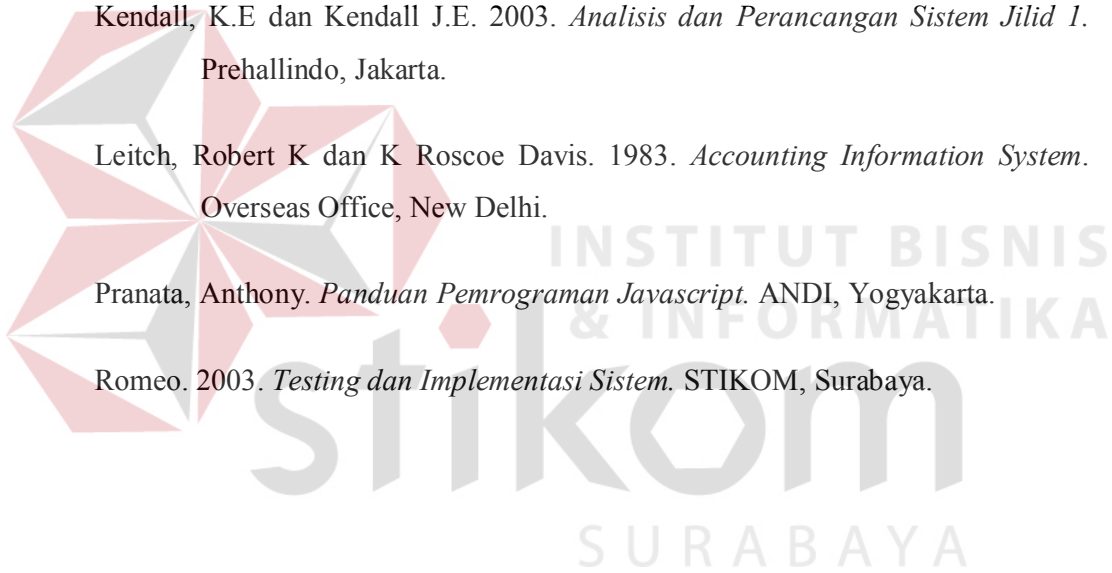 Kendall, K.E dan Kendall J.E. 2003. Analisis dan Perancangan Sistem Jilid 1.
Prehallindo, Jakarta.
Leitch, Robert K dan K Roscoe Davis. 1983. Accounting Information System.
Overseas Office, New Delhi.
INSTITUT BISNIS
Pranata, Anthony. Panduan Pemrograman Javascript. ANDI, Yogyakarta.
& INFORMATIKA
Romeo. 2003. Testing dan Implementasi Sistem. STIKOM, Surabaya.
stikom
SURABAYA